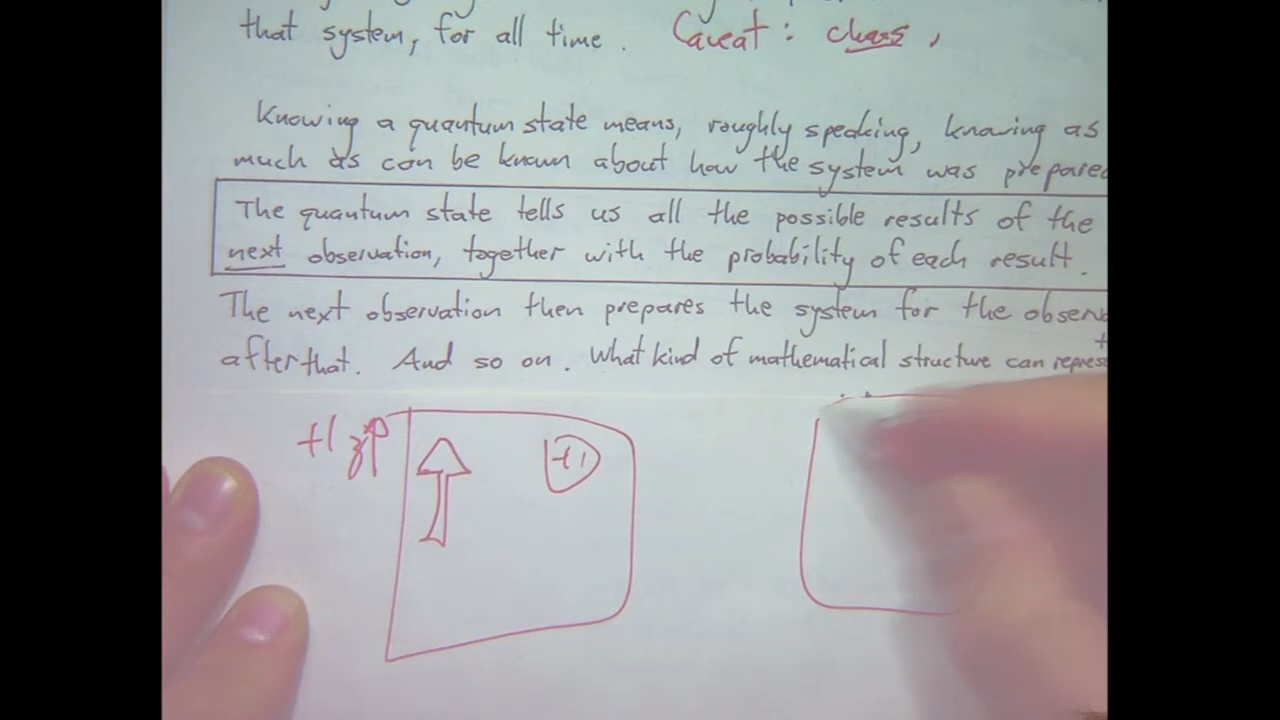 that system, for all time. Caveat: chaos,
Knowing a quantum state means, roughly speaking, knowing as
much as can be known about how the system was prepared
The quantum state tells us all the possible results of the
next observation, together with the probability of each result.
The next observation then prepares the system for the
after that. And so on. What kind of mathematical structure can
+1
+1